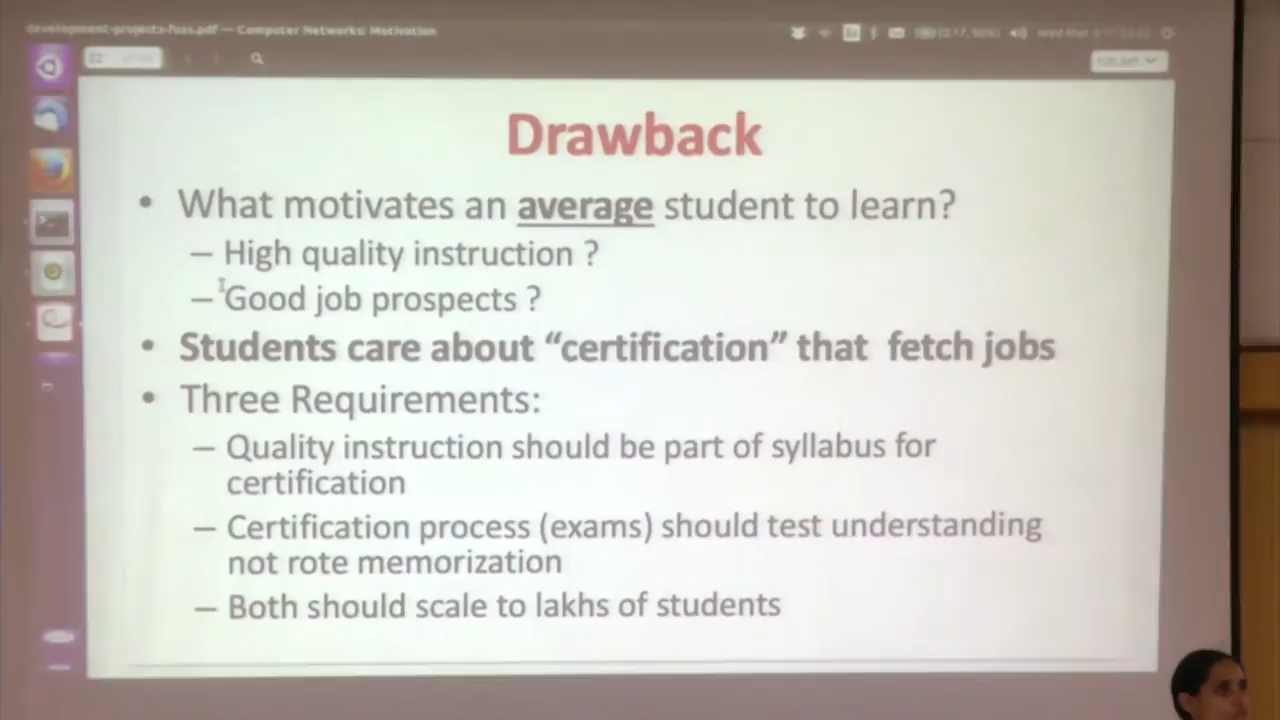 development-projects-foss.pdf — Computer Networks: Motivation
Drawback
• What motivates an average student to learn?
– High quality instruction ?
– Good job prospects ?
• Students care about “certification” that fetch jobs
• Three Requirements:
– Quality instruction should be part of syllabus for
certification
– Certification process (exams) should test understanding
not rote memorization
– Both should scale to lakhs of students